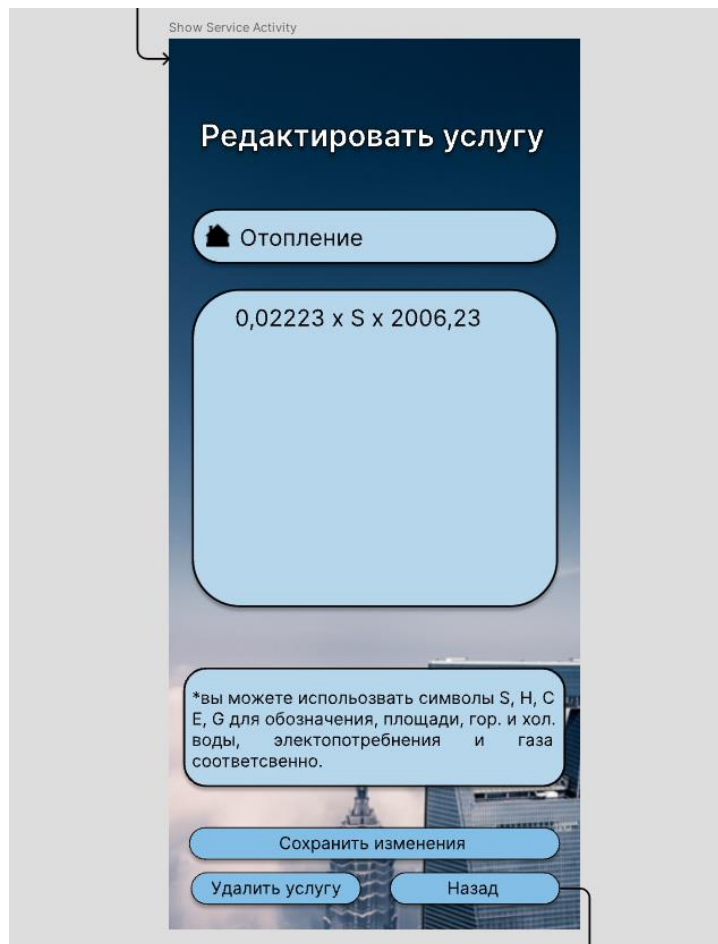 Show Service Activity
Редактировать услугу
Отопление
0,02223 x S x 2006,23
*вы можете использвать символы S, H, C
E, G для обозначения, площади, гор. и хол.
воды, электопотребнения и газа
соответсвенно.
Сохранить изменения
Удалить услугу
Назад